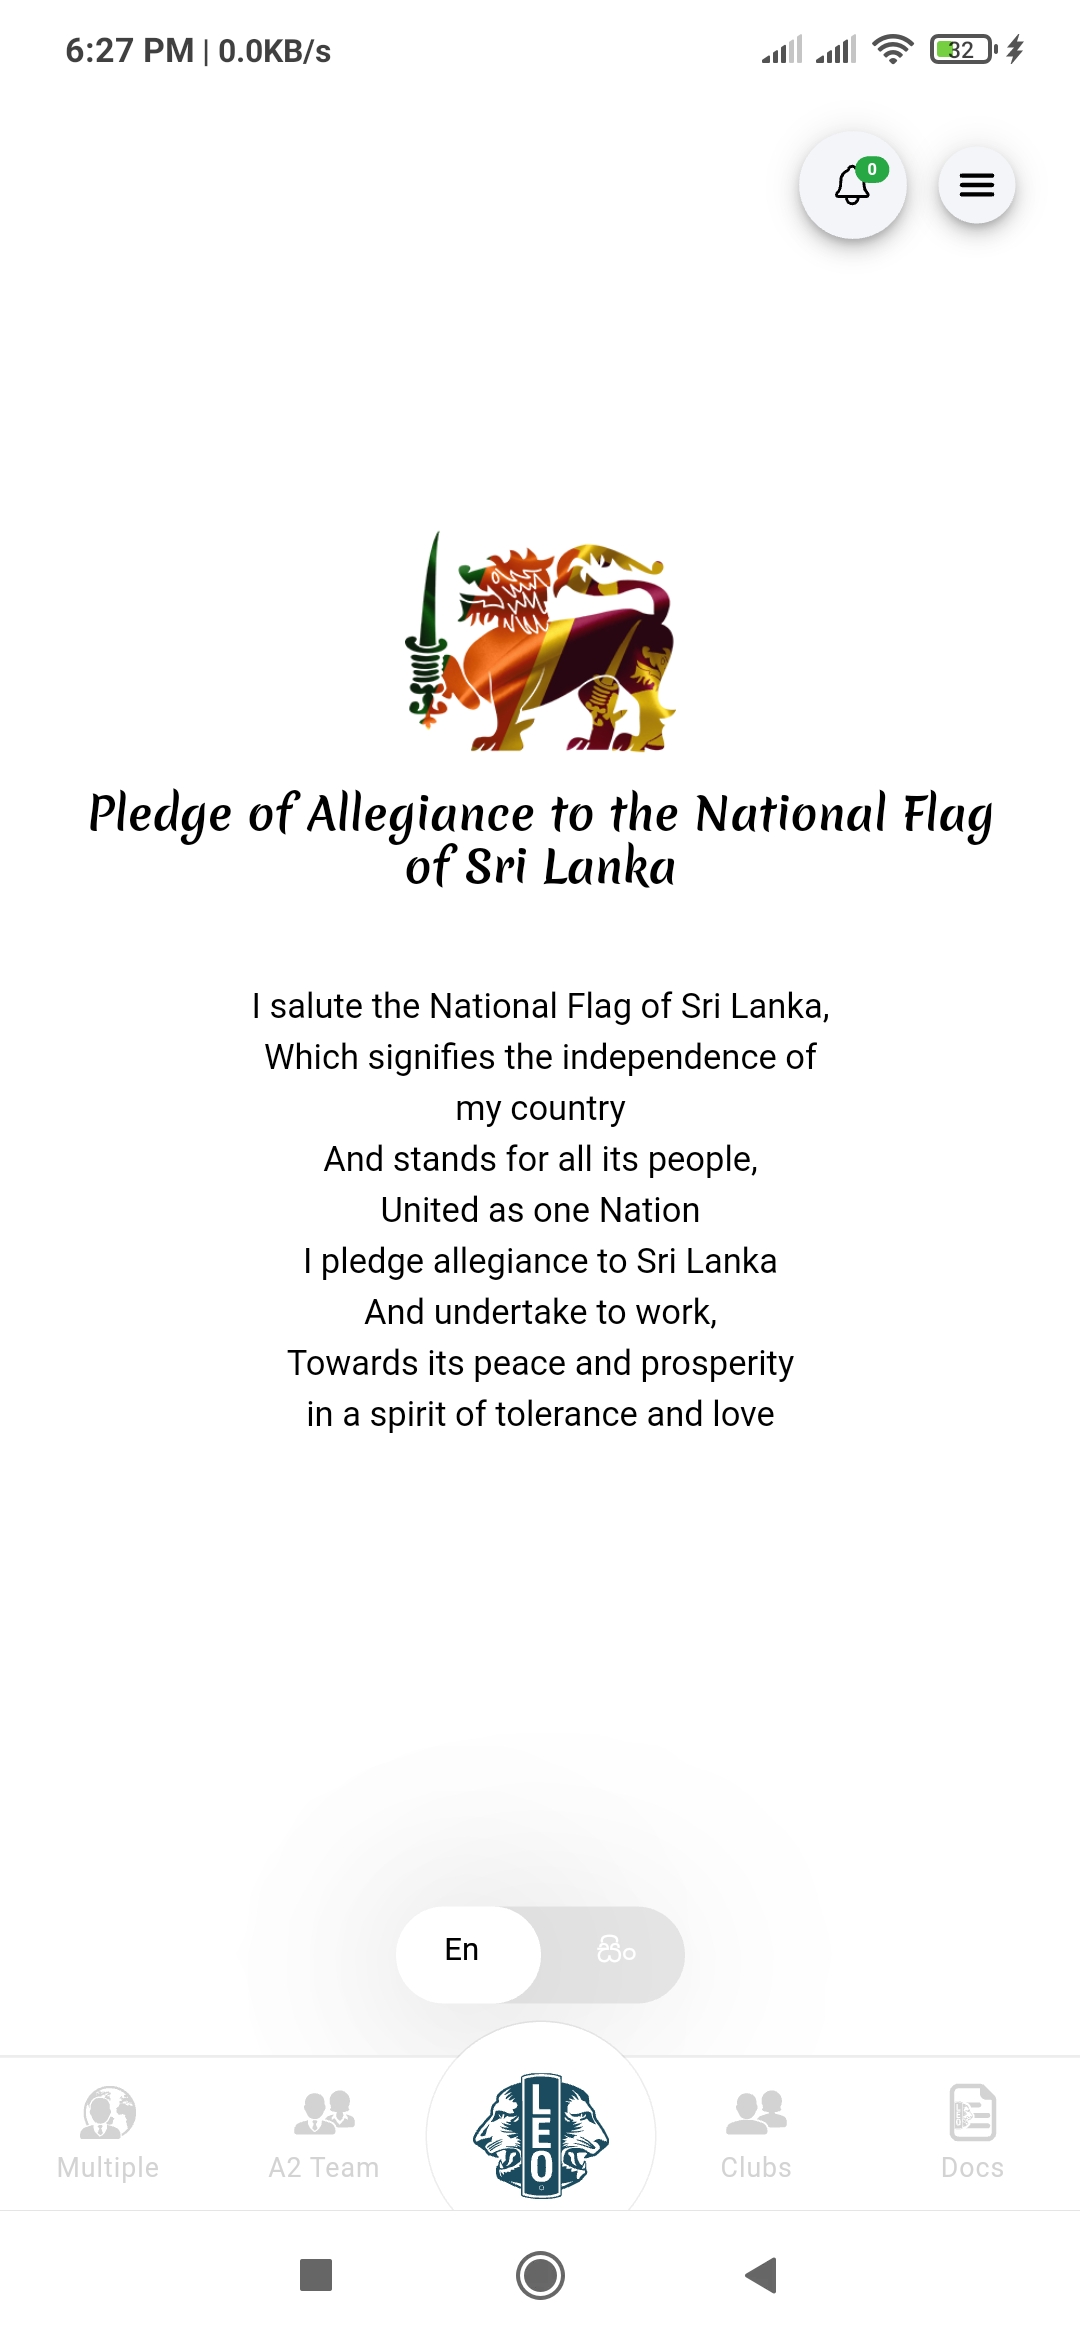 6:27 PM | 0.0KB/s
32
0
Pledge of Allegiance to the National Flag
of Sri Lanka
I salute the National Flag of Sri Lanka,
Which signifies the independence of
my country
And stands for all its people,
United as one Nation
I pledge allegiance to Sri Lanka
And undertake to work,
Towards its peace and prosperity
in a spirit of tolerance and love
En
සිං
Multiple
A2 Team
LEO
Clubs
Docs